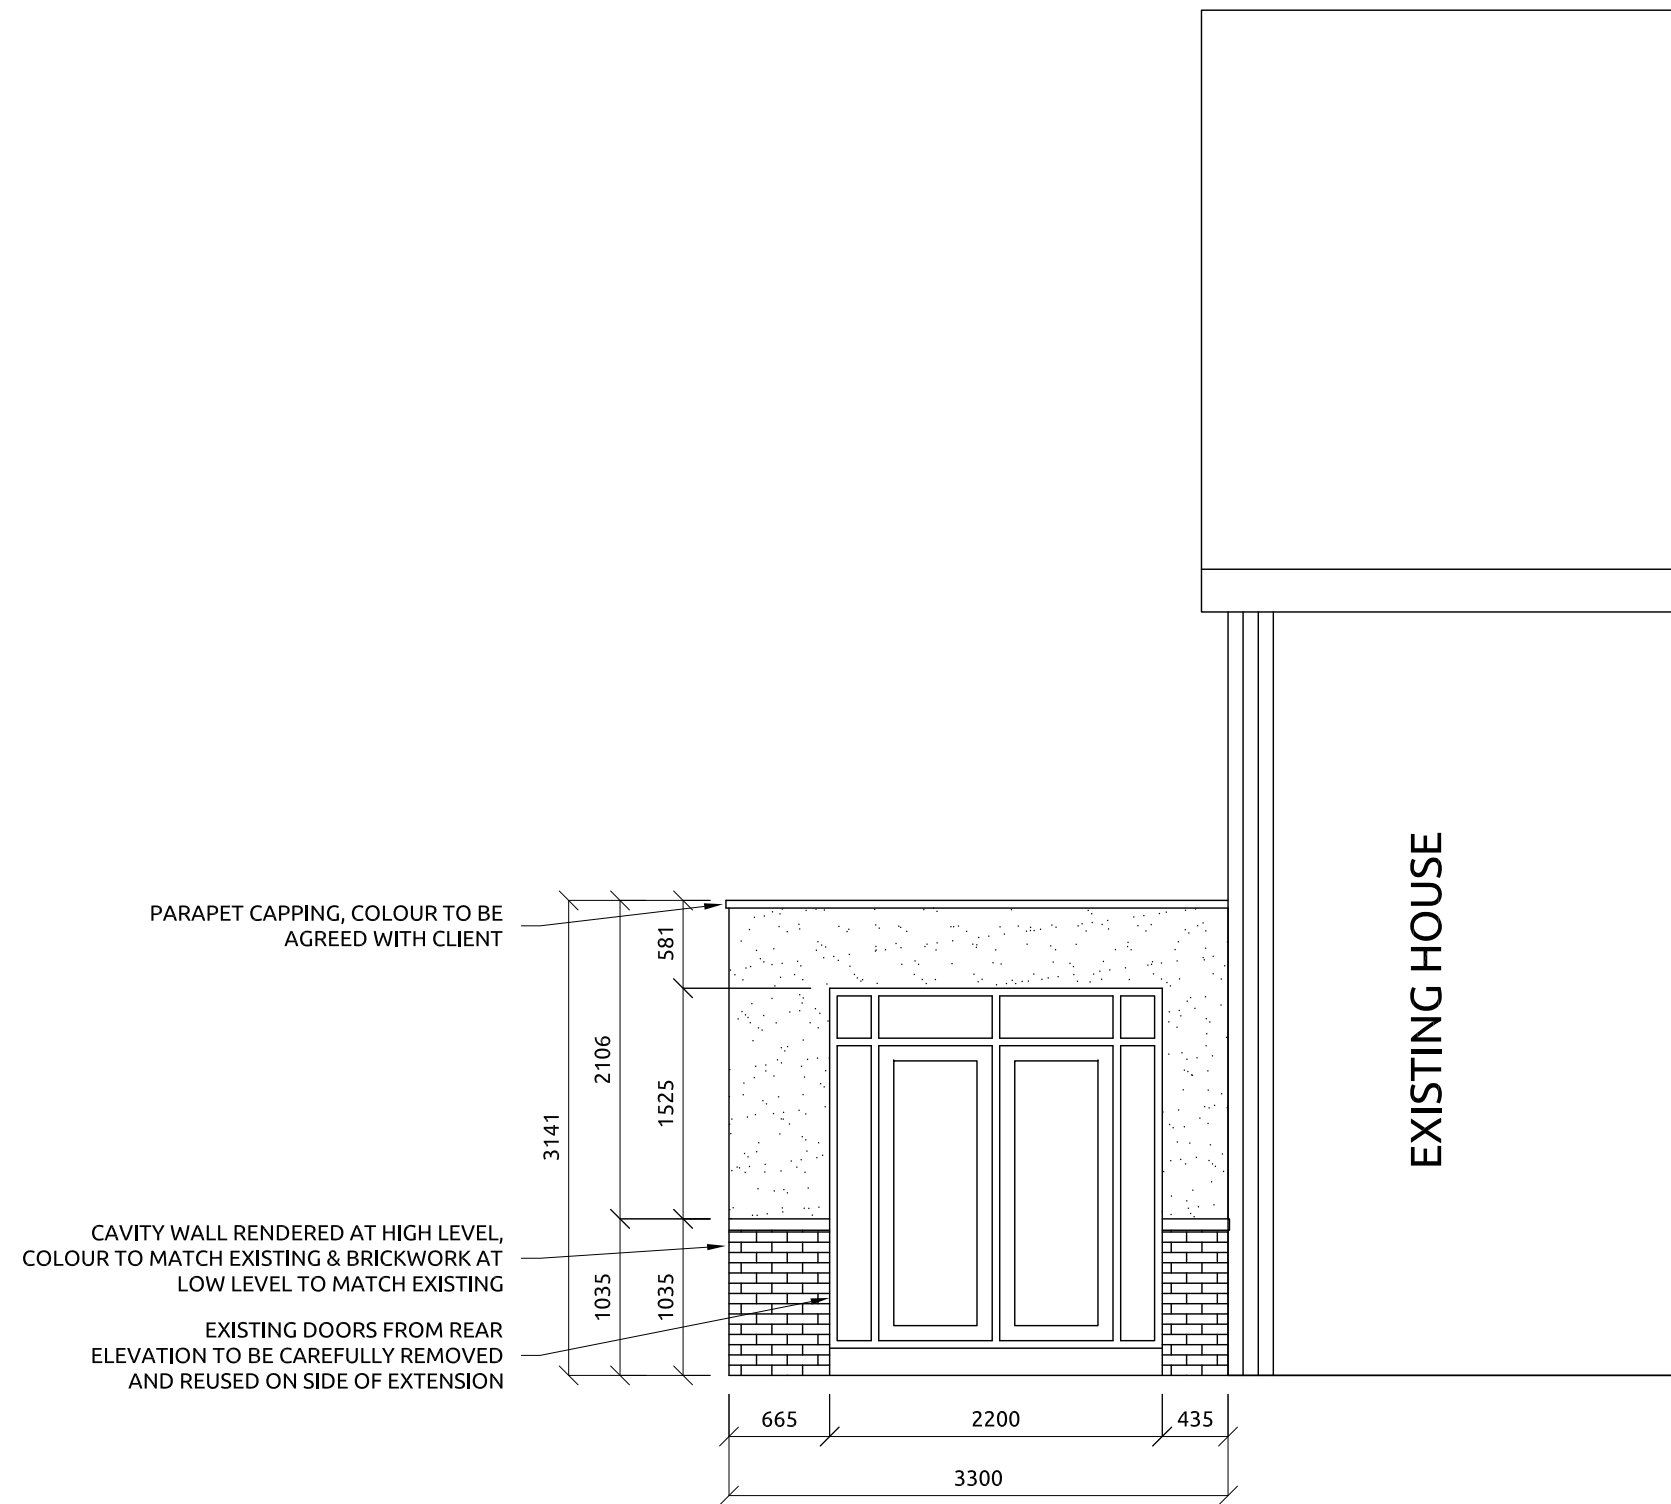 PARAPET CAPPING, COLOUR TO BE
AGREED WITH CLIENT
581
2106
1525
3141
EXISTING HOUSE
CAVITY WALL RENDERED AT HIGH LEVEL,
COLOUR TO MATCH EXISTING & BRICKWORK AT
LOW LEVEL TO MATCH EXISTING
1035
1035
EXISTING DOORS FROM REAR
ELEVATION TO BE CAREFULLY REMOVED
AND REUSED ON SIDE OF EXTENSION
665
2200
435
3300